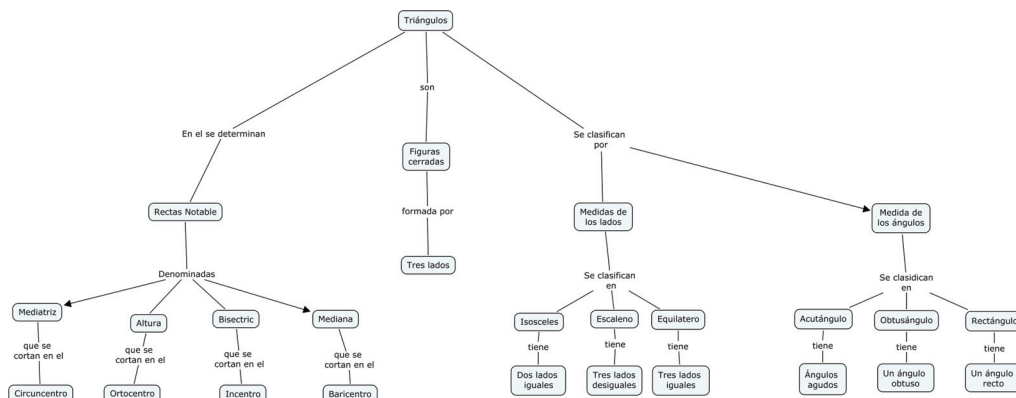 Triángulos
son
En el se determinan
Se clasifican
por
Figuras
cerradas
Rectas Notable
formada por
Medidas de
los lados
Medida de
los ángulos
Tres lados
Denominadas
Se clasifican
en
Se clasidican
en
Mediatriz
Altura
Bisectric
Mediana
Isosceles
Escaleno
Equilatero
Acutángulo
Obtusángulo
Rectángulo
que
se
cortan en el
que se
cortan en el
que se
cortan en el
que se
cortan en el
tiene
tiene
tiene
tiene
tiene
tiene
Circuncentro
Ortocentro
Incentro
Baricentro
Dos lados
iguales
Tres lados
desiguales
Tres lados
iguales
Ángulos
agudos
Un ángulo
obtuso
Un ángulo
recto